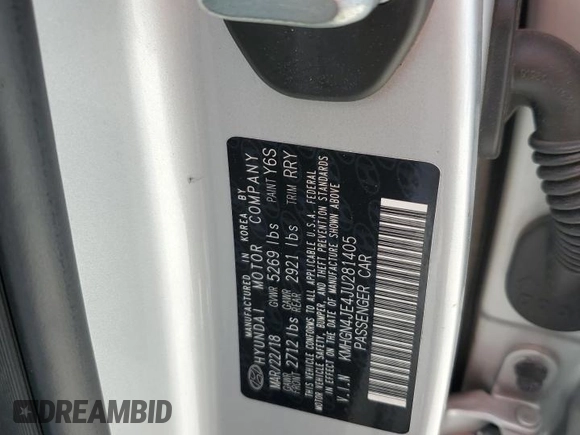 MANUFACTURED IN KOREA BY
HYUNDAI MOTOR COMPANY
MAR/22/18 GVWR 5269 lbs PAINT Y6S
GAWR FRONT 2712 lbs GAWR REAR 2921 lbs TRIM RRY
THIS VEHICLE CONFORMS TO ALL APPLICABLE U.S.A. FEDERAL
MOTOR VEHICLE SAFETY BUMPER AND THEFT PREVENTION STANDARDS
IN EFFECT ON THE DATE OF MANUFACTURE SHOWN ABOVE.
V.I.N KMHGN4JE4JU281405
PASSENGER CAR
DREAMBID